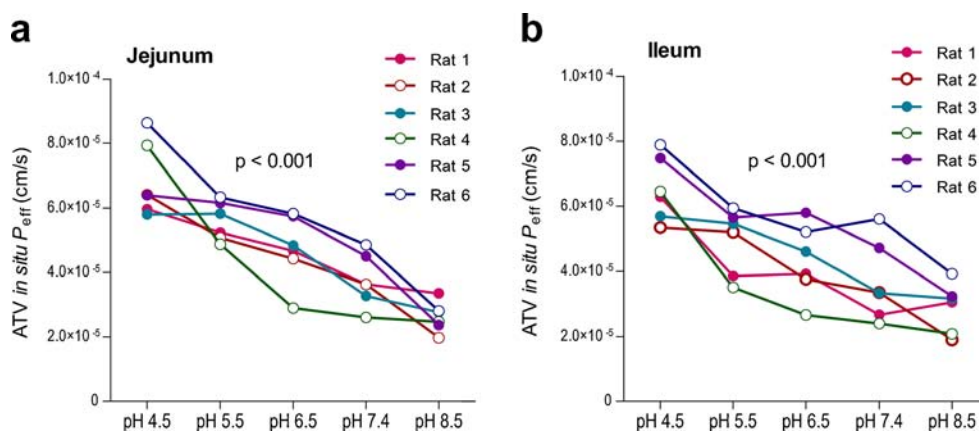 a
Jejunum
Rat 1
Rat 2
Rat 3
Rat 4
Rat 5
Rat 6
p < 0.001
ATV in situ Peff (cm/s)
1.0×10⁻⁴
8.0×10⁻⁵
6.0×10⁻⁵
4.0×10⁻⁵
2.0×10⁻⁵
0
pH 4.5 pH 5.5 pH 6.5 pH 7.4 pH 8.5
b
Ileum
Rat 1
Rat 2
Rat 3
Rat 4
Rat 5
Rat 6
p < 0.001
ATV in situ Peff (cm/s)
1.0×10⁻⁴
8.0×10⁻⁵
6.0×10⁻⁵
4.0×10⁻⁵
2.0×10⁻⁵
0
pH 4.5 pH 5.5 pH 6.5 pH 7.4 pH 8.5